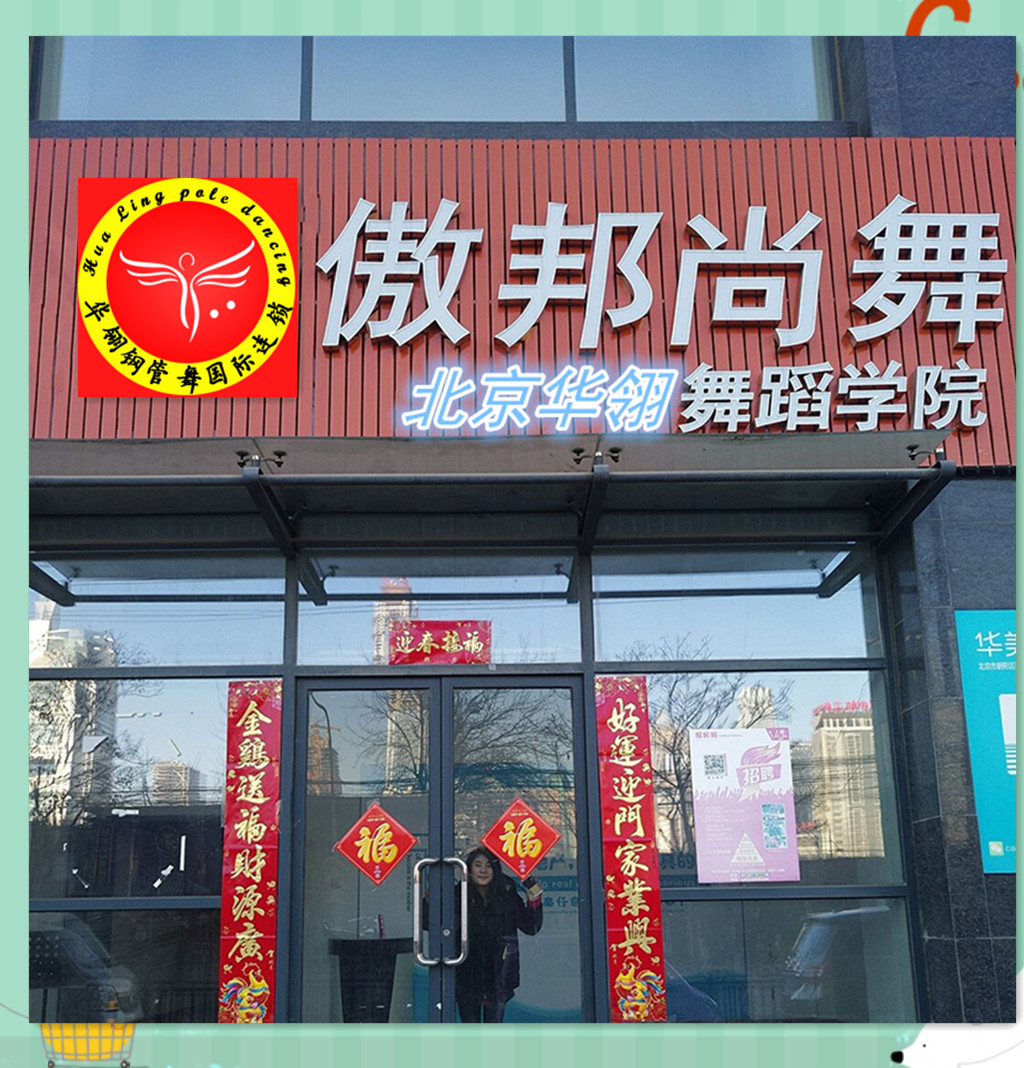 Hua Ling pole dancing
华翎钢管舞国际连锁
傲邦尚舞
北京华翎舞蹈学院
迎春接福
金鷄送福財源廣
好運迎門家業興
福
福
招聘
华美